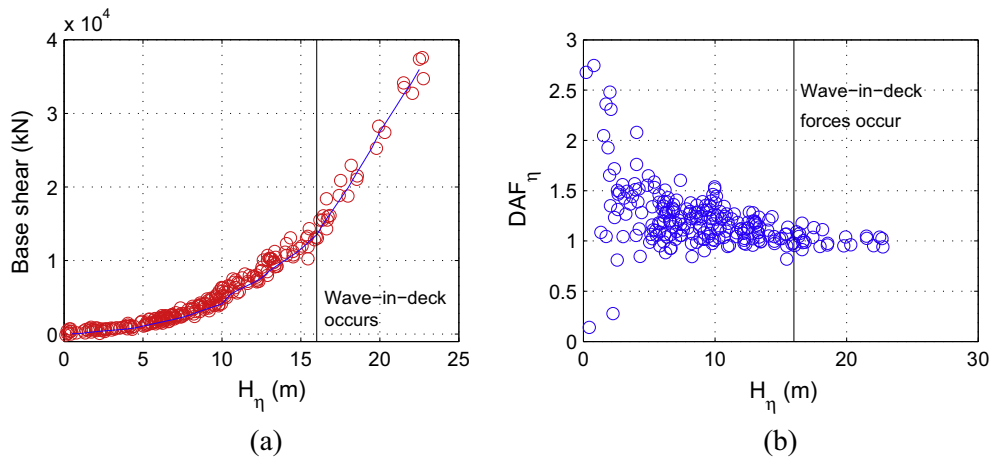 x 10⁴
4
3
2
1
0
Base shear (kN)
0 5 10 15 20 25
H_η (m)
Wave−in−deck
occurs
(a)
3
2.5
2
1.5
1
0.5
0
DAF_η
0 10 20 30
H_η (m)
Wave−in−deck
forces occur
(b)